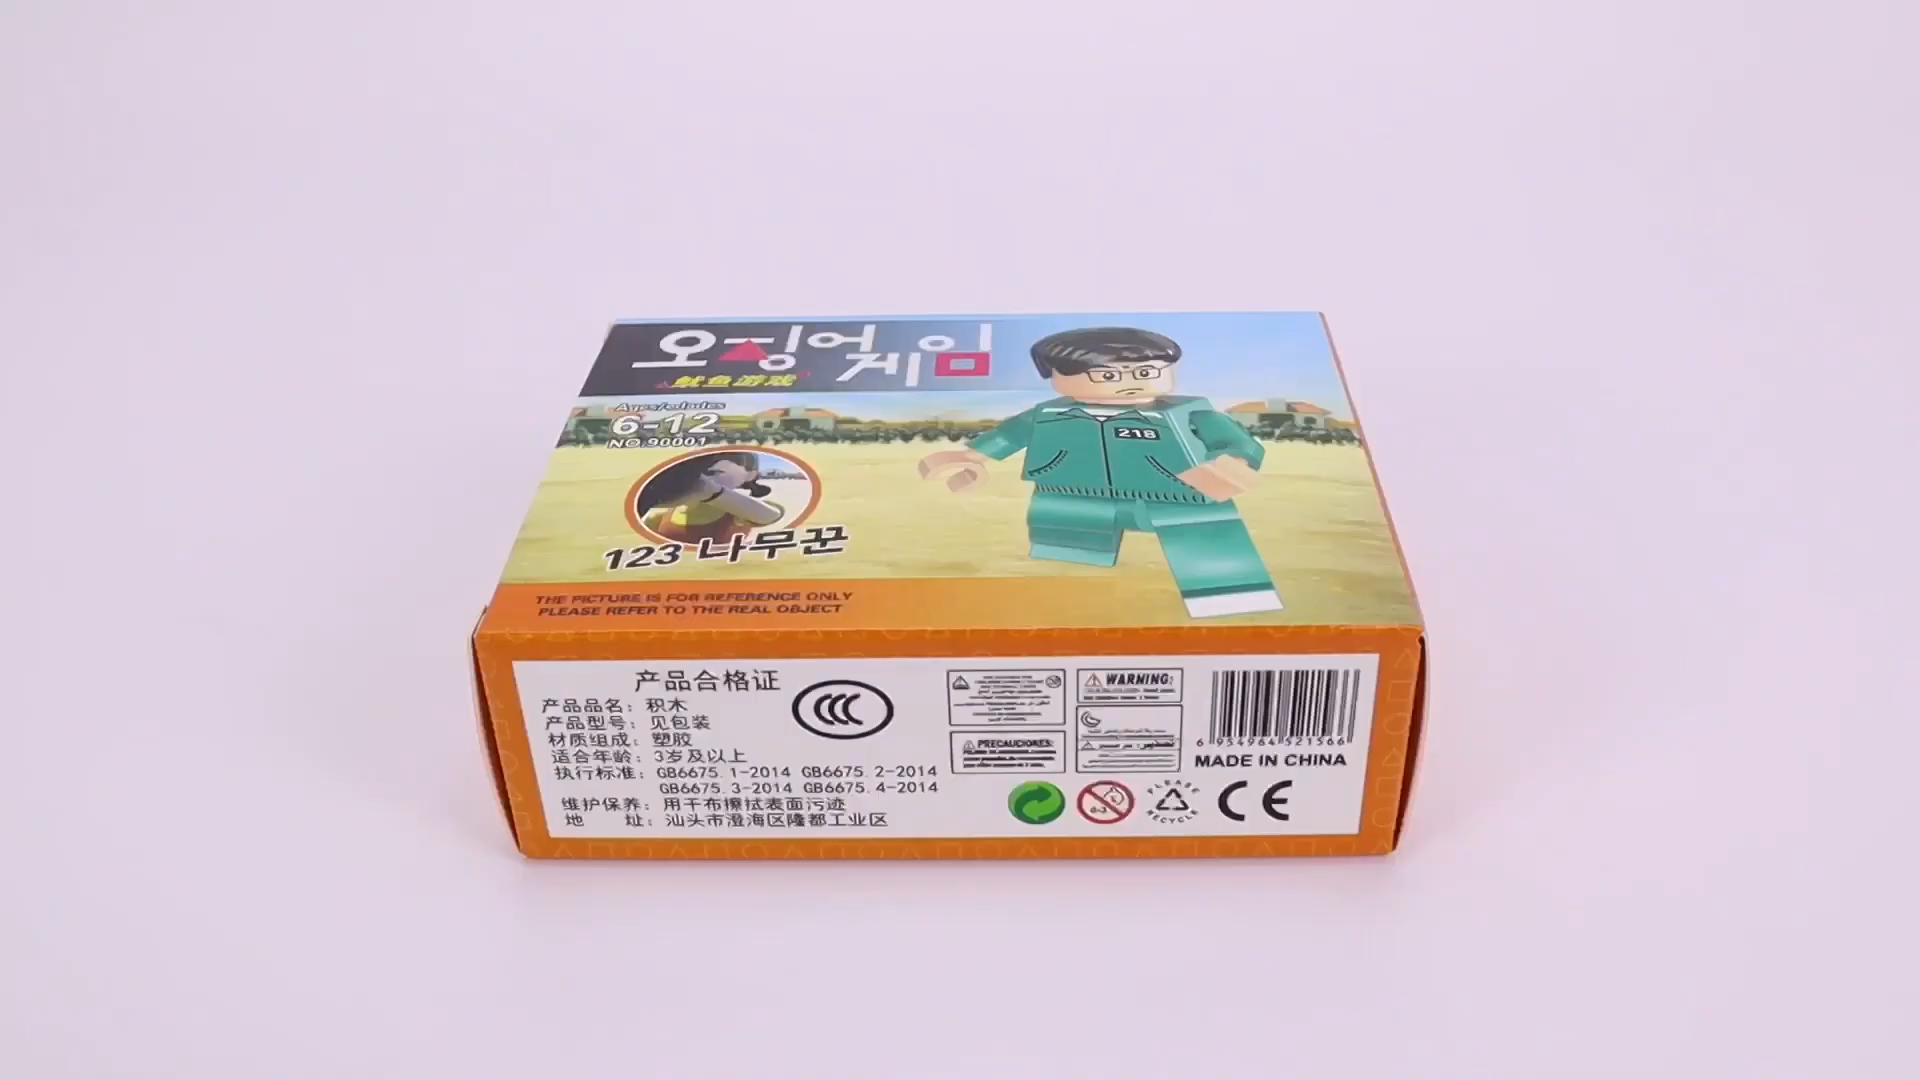 오징어 게임
鱿鱼游戏
Ages/edades
6-12
NO.90001
218
123 나무꾼
THE PICTURE IS FOR REFERENCE ONLY
PLEASE REFER TO THE REAL OBJECT
产品合格证
产品品名：积木
产品型号：见包装
材质组成：塑胶
适合年龄：3岁及以上
执行标准：GB6675.1-2014 GB6675.2-2014
GB6675.3-2014 GB6675.4-2014
维护保养：用干布擦拭表面污迹
地 址：汕头市澄海区隆都工业区
CCC
WARNING:
PRECAUCIONES:
6 954964 521566
MADE IN CHINA
0-3
PLEASE
RECYCLE
CE